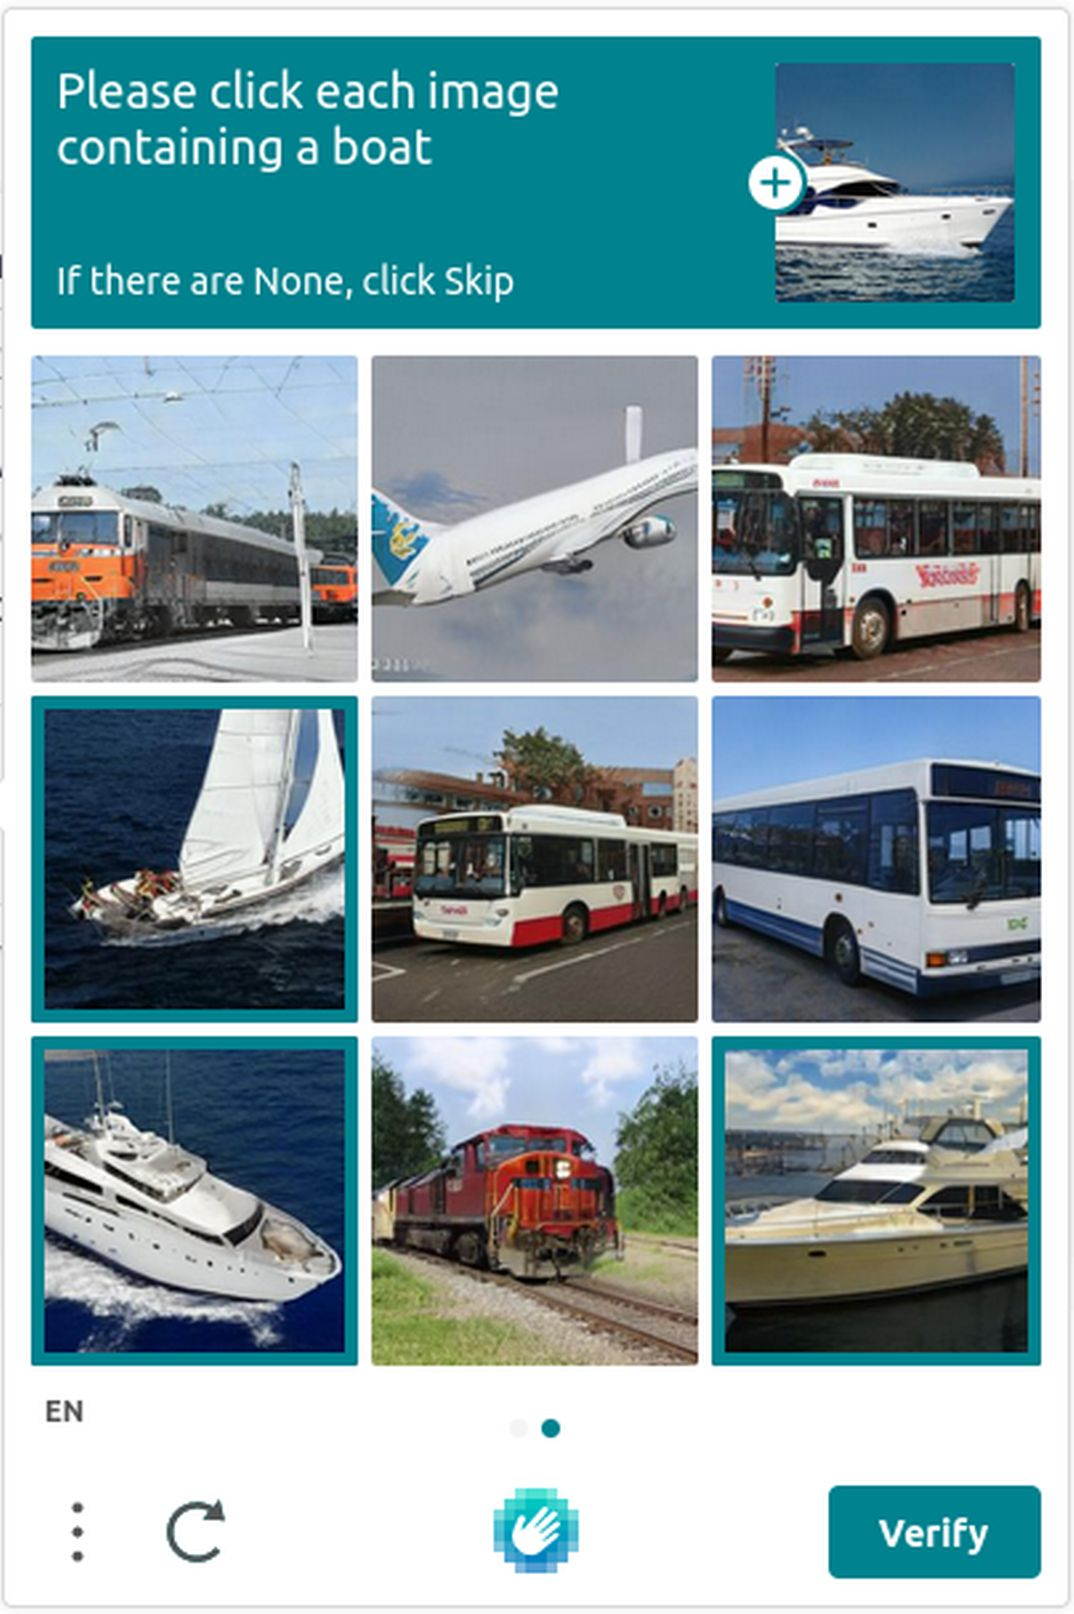 Please click each image
containing a boat
If there are None, click Skip
EN
Verify